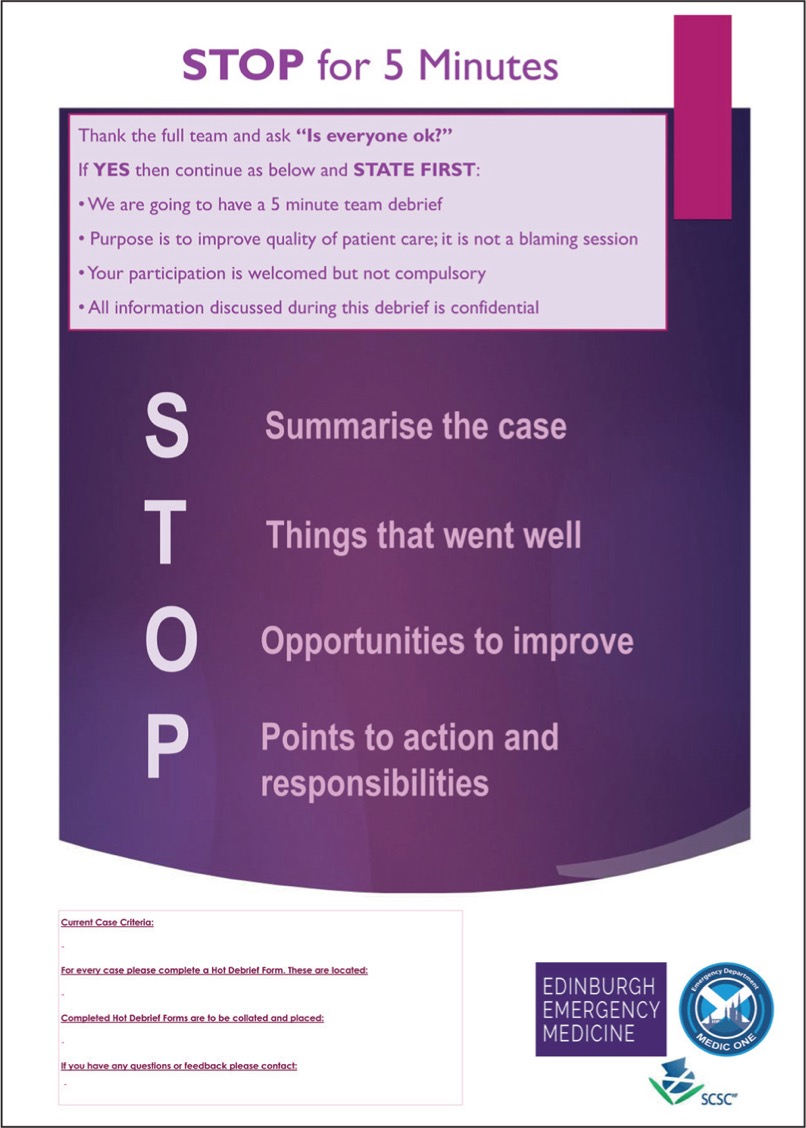 STOP for 5 Minutes
Thank the full team and ask “Is everyone ok?”
If YES then continue as below and STATE FIRST:
• We are going to have a 5 minute team debrief
• Purpose is to improve quality of patient care; it is not a blaming session
• Your participation is welcomed but not compulsory
• All information discussed during this debrief is confidential
S Summarise the case
T Things that went well
O Opportunities to improve
P Points to action and
responsibilities
Current Case Criteria:
-
For every case please complete a Hot Debrief Form. These are located:
-
Completed Hot Debrief Forms are to be collated and placed:
-
If you have any questions or feedback please contact:
-
EDINBURGH
EMERGENCY
MEDICINE
Emergency Department
MEDIC ONE
SCSC